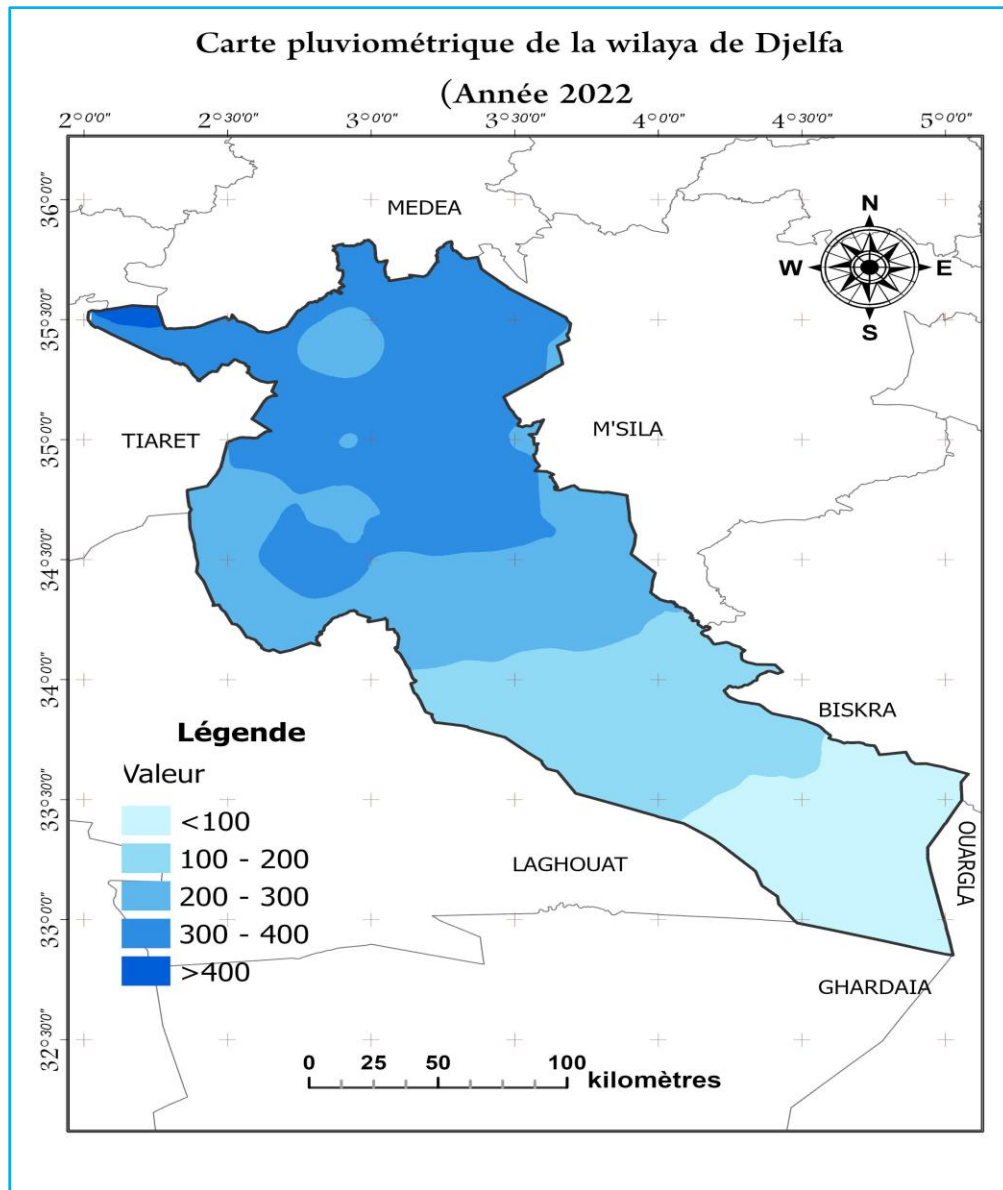 Carte pluviométrique de la wilaya de Djelfa
(Année 2022
2°0'0" 2°30'0" 3°0'0" 3°30'0" 4°0'0" 4°30'0" 5°0'0"
36°0'0"
MEDEA
N
W E
S
35°30'0"
TIARET
M'SILA
35°0'0"
34°30'0"
34°0'0"
BISKRA
Légende
Valeur
<100
100 - 200
200 - 300
300 - 400
>400
33°30'0"
LAGHOUAT
OUARGLA
33°0'0"
GHARDAIA
32°30'0"
0 25 50 100
kilomètres